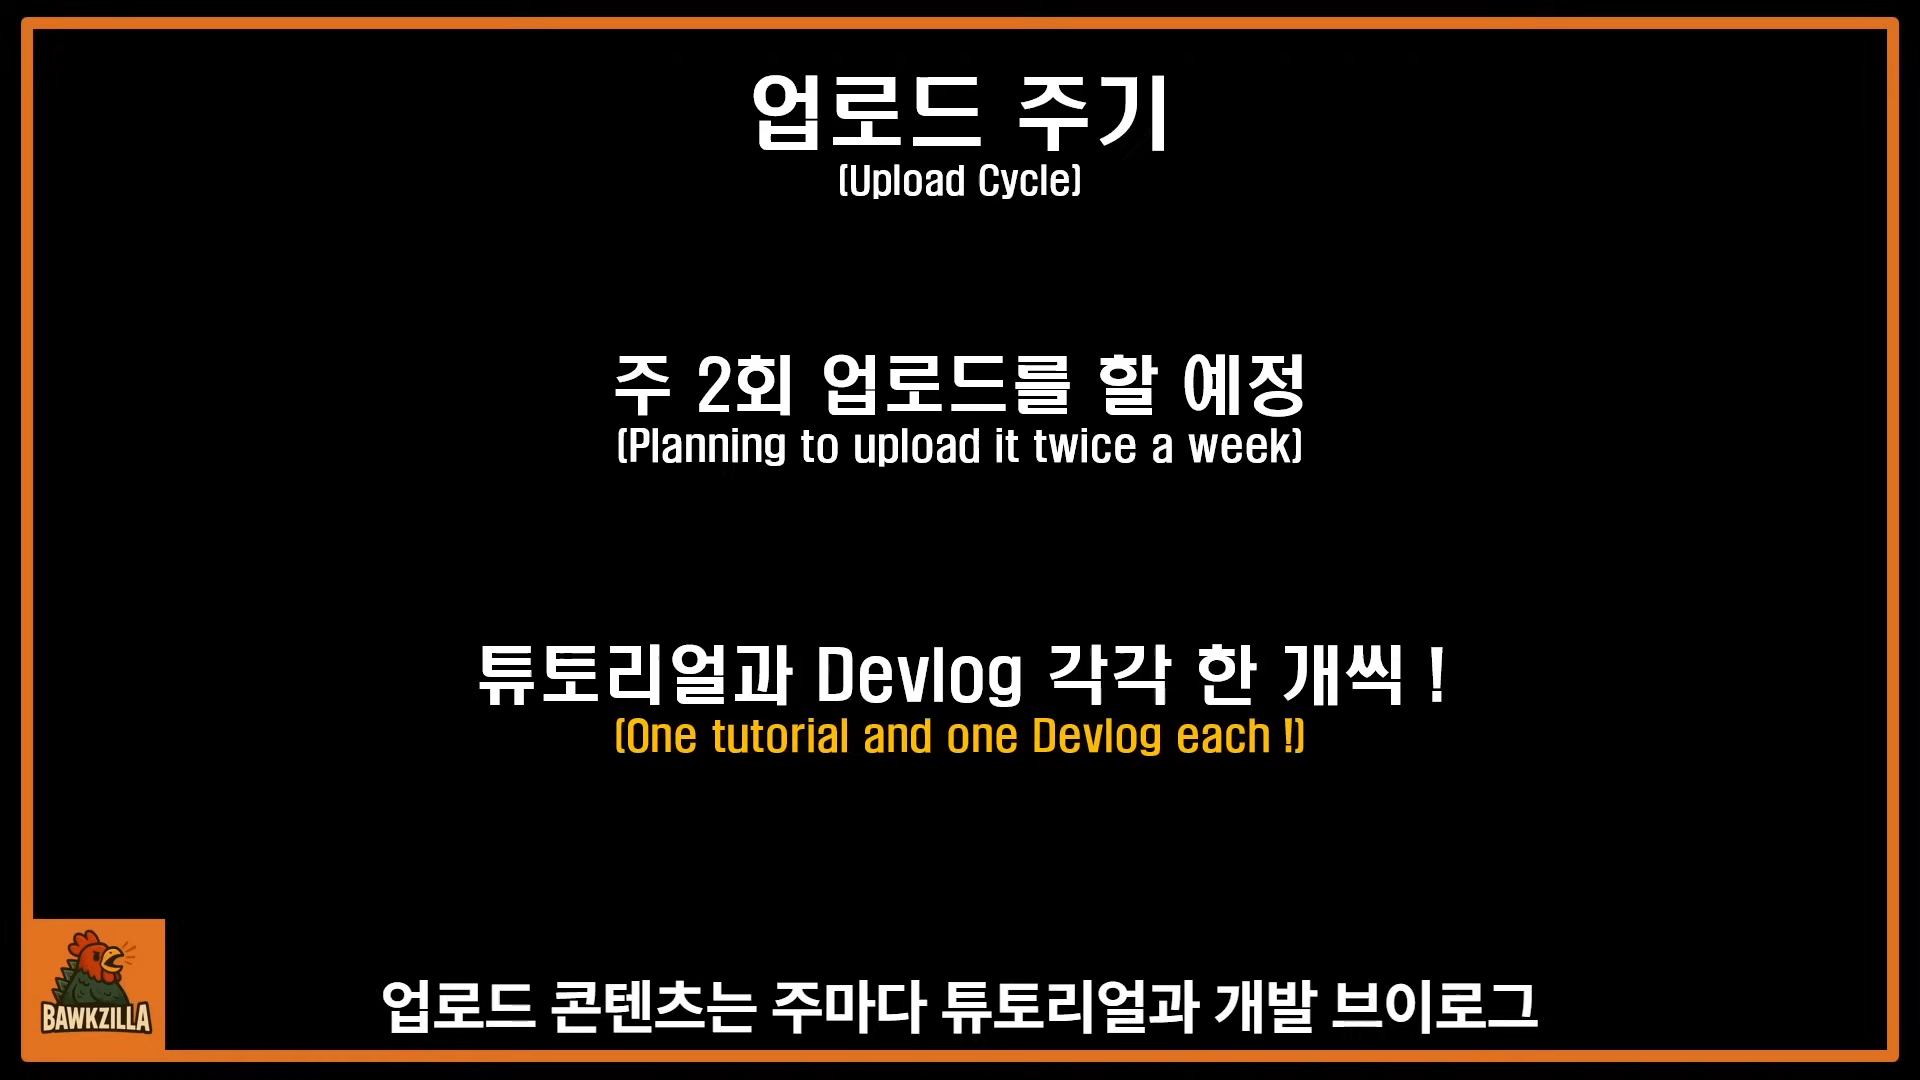 업로드 주기
(Upload Cycle)
주 2회 업로드를 할 예정
(Planning to upload it twice a week)
튜토리얼과 Devlog 각각 한 개씩 !
(One tutorial and one Devlog each !)
BAWKZILLA
업로드 콘텐츠는 주마다 튜토리얼과 개발 브이로그